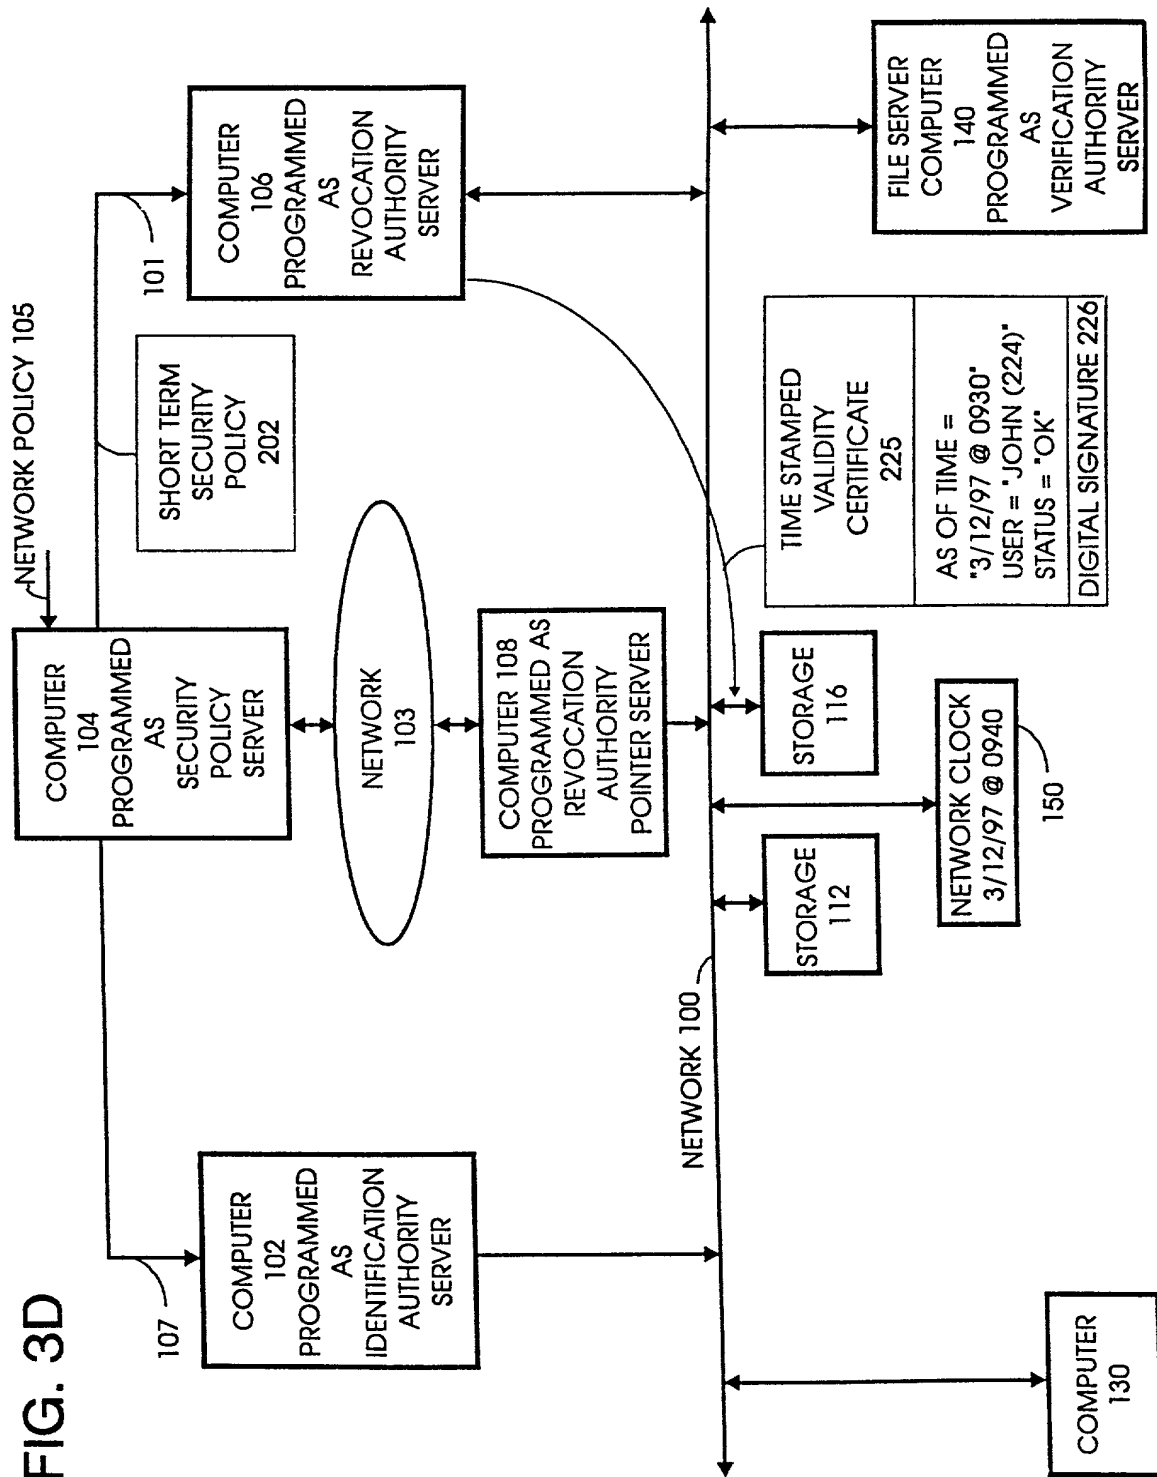 FIG. 3D
NETWORK POLICY 105
COMPUTER
104
PROGRAMMED
AS
SECURITY
POLICY
SERVER
107
101
SHORT TERM
SECURITY
POLICY
202
COMPUTER
102
PROGRAMMED
AS
IDENTIFICATION
AUTHORITY
SERVER
NETWORK
103
COMPUTER
106
PROGRAMMED
AS
REVOCATION
AUTHORITY
SERVER
COMPUTER 108
PROGRAMMED AS
REVOCATION
AUTHORITY
POINTER SERVER
NETWORK 100
STORAGE
112
STORAGE
116
TIME STAMPED
VALIDITY
CERTIFICATE
225
AS OF TIME =
"3/12/97 @ 0930"
USER = "JOHN (224)"
STATUS = "OK"
DIGITAL SIGNATURE 226
FILE SERVER
COMPUTER
140
PROGRAMMED
AS
VERIFICATION
AUTHORITY
SERVER
NETWORK CLOCK
3/12/97 @ 0940
150
COMPUTER
130